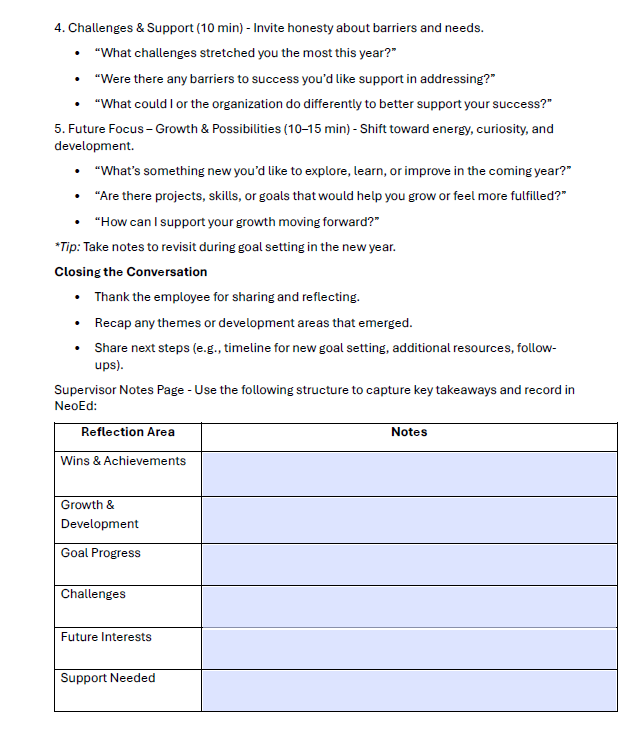 4. Challenges & Support (10 min) - Invite honesty about barriers and needs.
• “What challenges stretched you the most this year?”
• “Were there any barriers to success you’d like support in addressing?”
• “What could I or the organization do differently to better support your success?”
5. Future Focus – Growth & Possibilities (10–15 min) - Shift toward energy, curiosity, and
development.
• “What’s something new you’d like to explore, learn, or improve in the coming year?”
• “Are there projects, skills, or goals that would help you grow or feel more fulfilled?”
• “How can I support your growth moving forward?”
*Tip: Take notes to revisit during goal setting in the new year.
Closing the Conversation
• Thank the employee for sharing and reflecting.
• Recap any themes or development areas that emerged.
• Share next steps (e.g., timeline for new goal setting, additional resources, follow-
ups).
Supervisor Notes Page - Use the following structure to capture key takeaways and record in
NeoEd:
Reflection Area Notes
Wins & Achievements
Growth &
Development
Goal Progress
Challenges
Future Interests
Support Needed